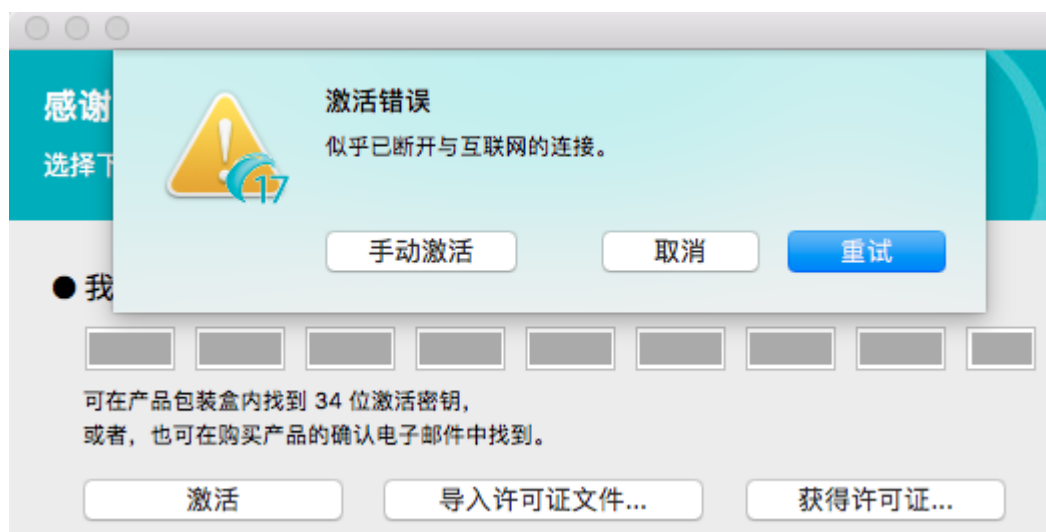 激活错误
似乎已断开与互联网的连接。
17
手动激活 取消 重试
感谢
选择下
我
可在产品包装盒内找到 34 位激活密钥，
或者，也可在购买产品的确认电子邮件中找到。
激活 导入许可证文件... 获得许可证...